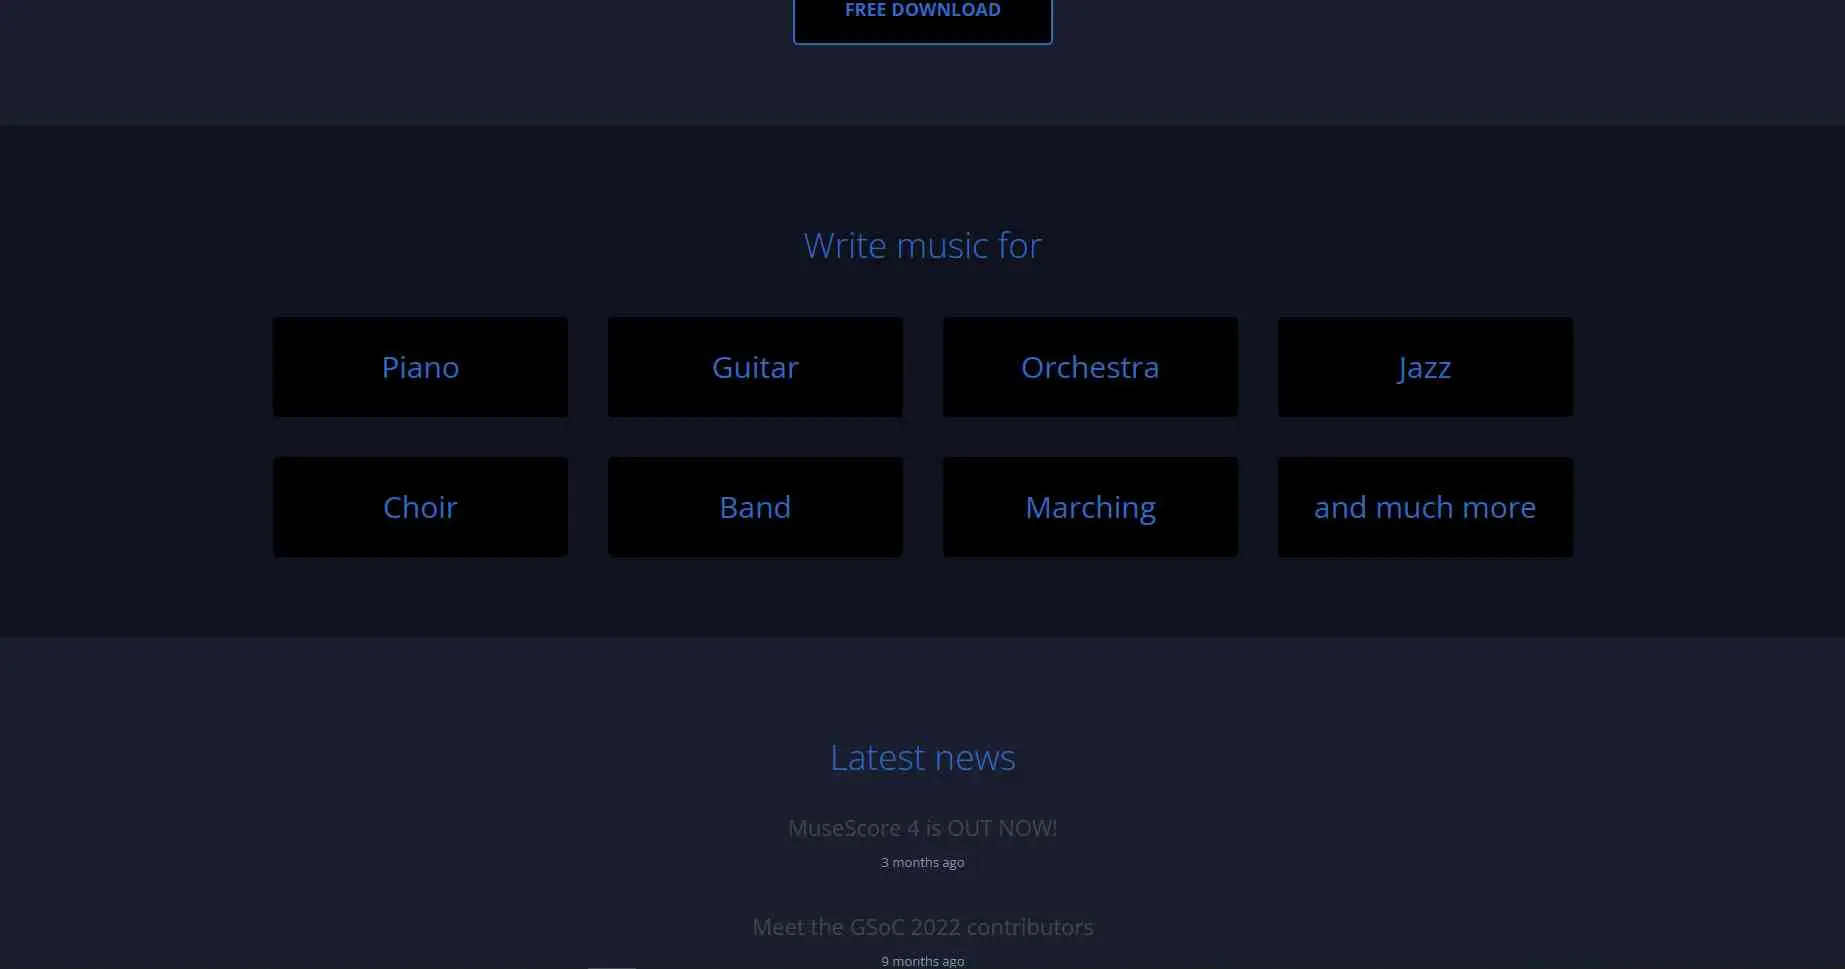 FREE DOWNLOAD
Write music for
Piano
Guitar
Orchestra
Jazz
Choir
Band
Marching
and much more
Latest news
MuseScore 4 is OUT NOW!
3 months ago
Meet the GSoC 2022 contributors
9 months ago